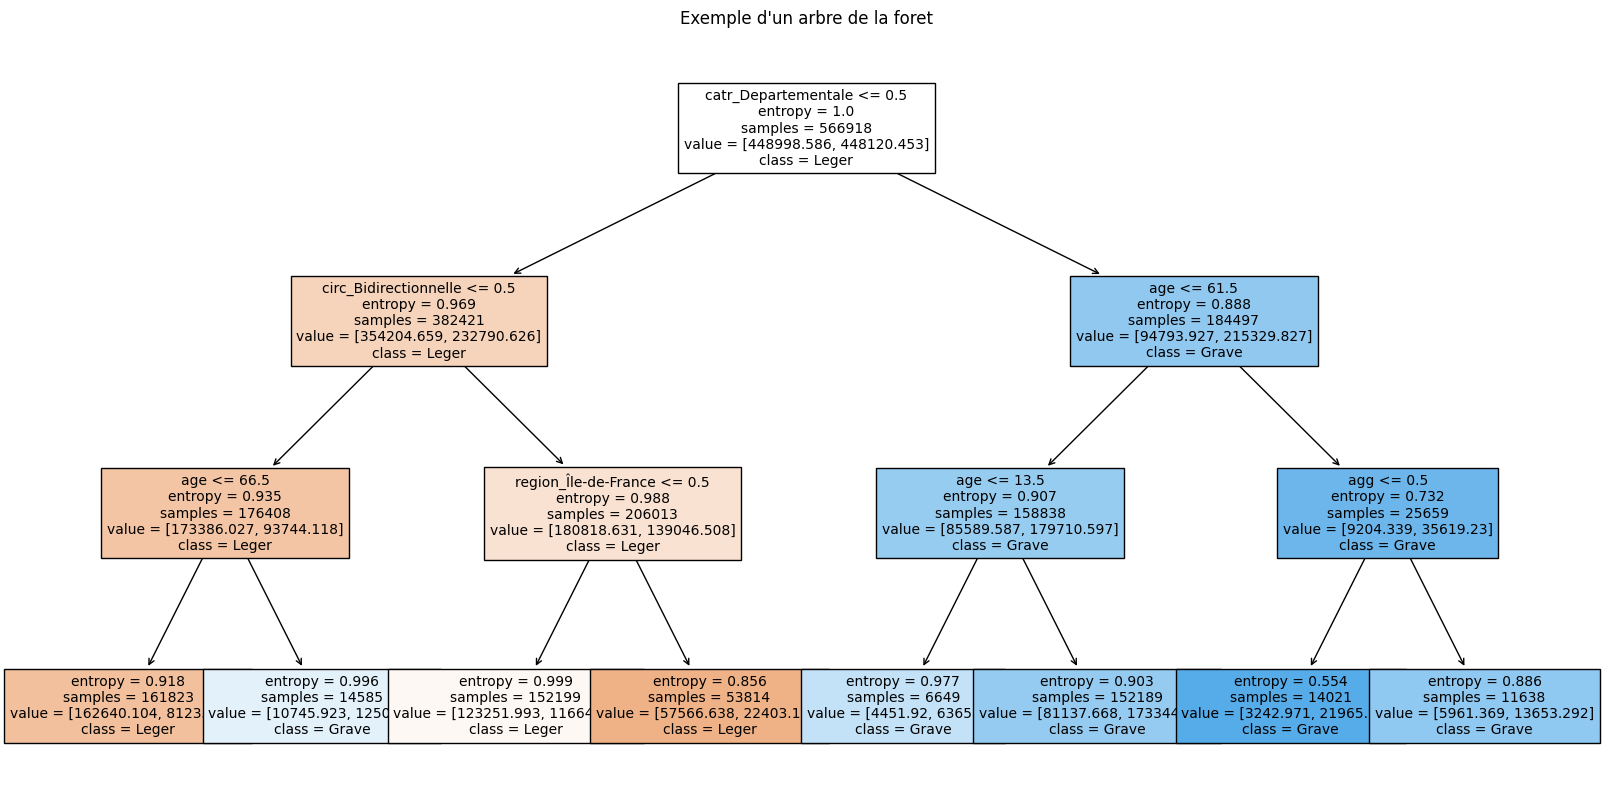 Exemple d'un arbre de la foret
catr_Departementale <= 0.5
entropy = 1.0
samples = 566918
value = [448998.586, 448120.453]
class = Leger
circ_Bidirectionnelle <= 0.5
entropy = 0.969
samples = 382421
value = [354204.659, 232790.626]
class = Leger
age <= 61.5
entropy = 0.888
samples = 184497
value = [94793.927, 215329.827]
class = Grave
age <= 66.5
entropy = 0.935
samples = 176408
value = [173386.027, 93744.118]
class = Leger
region_Île-de-France <= 0.5
entropy = 0.988
samples = 206013
value = [180818.631, 139046.508]
class = Leger
age <= 13.5
entropy = 0.907
samples = 158838
value = [85589.587, 179710.597]
class = Grave
agg <= 0.5
entropy = 0.732
samples = 25659
value = [9204.339, 35619.23]
class = Grave
entropy = 0.918
samples = 161823
value = [162640.104, 8123
class = Leger
entropy = 0.996
samples = 14585
value = [10745.923, 1250
class = Grave
entropy = 0.999
samples = 152199
value = [123251.993, 11664
class = Leger
entropy = 0.856
samples = 53814
value = [57566.638, 22403.1
class = Leger
entropy = 0.977
samples = 6649
value = [4451.92, 6365
class = Grave
entropy = 0.903
samples = 152189
value = [81137.668, 173344
class = Grave
entropy = 0.554
samples = 14021
value = [3242.971, 21965.
class = Grave
entropy = 0.886
samples = 11638
value = [5961.369, 13653.292]
class = Grave